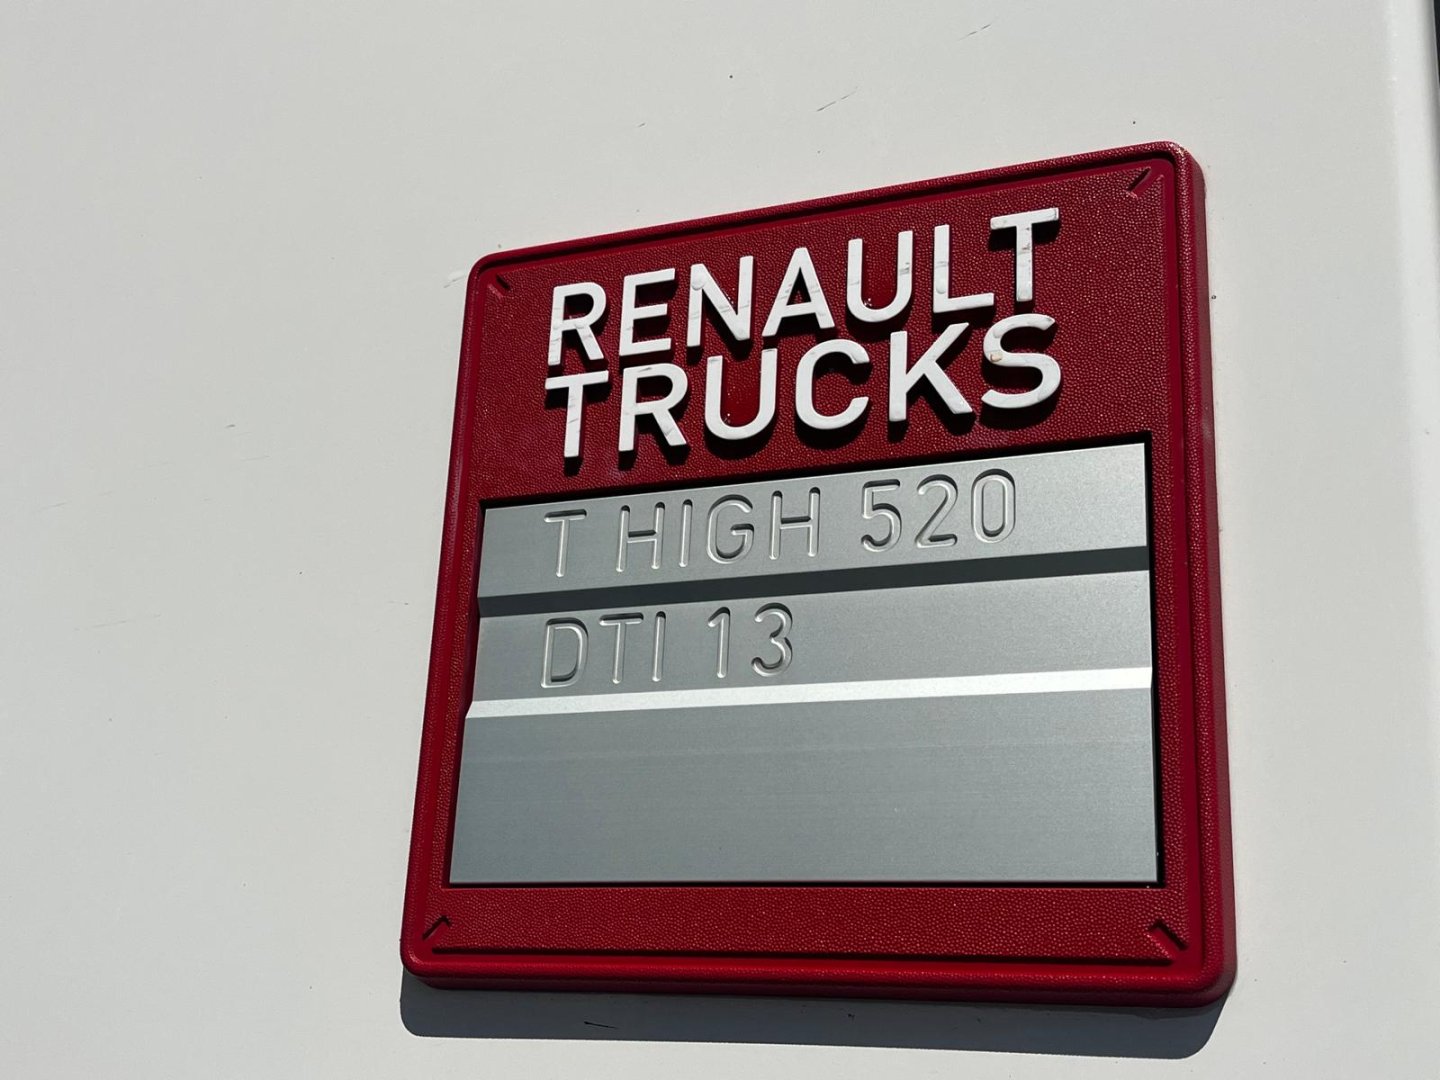 RENAULT
TRUCKS
T HIGH 520
DTI 13